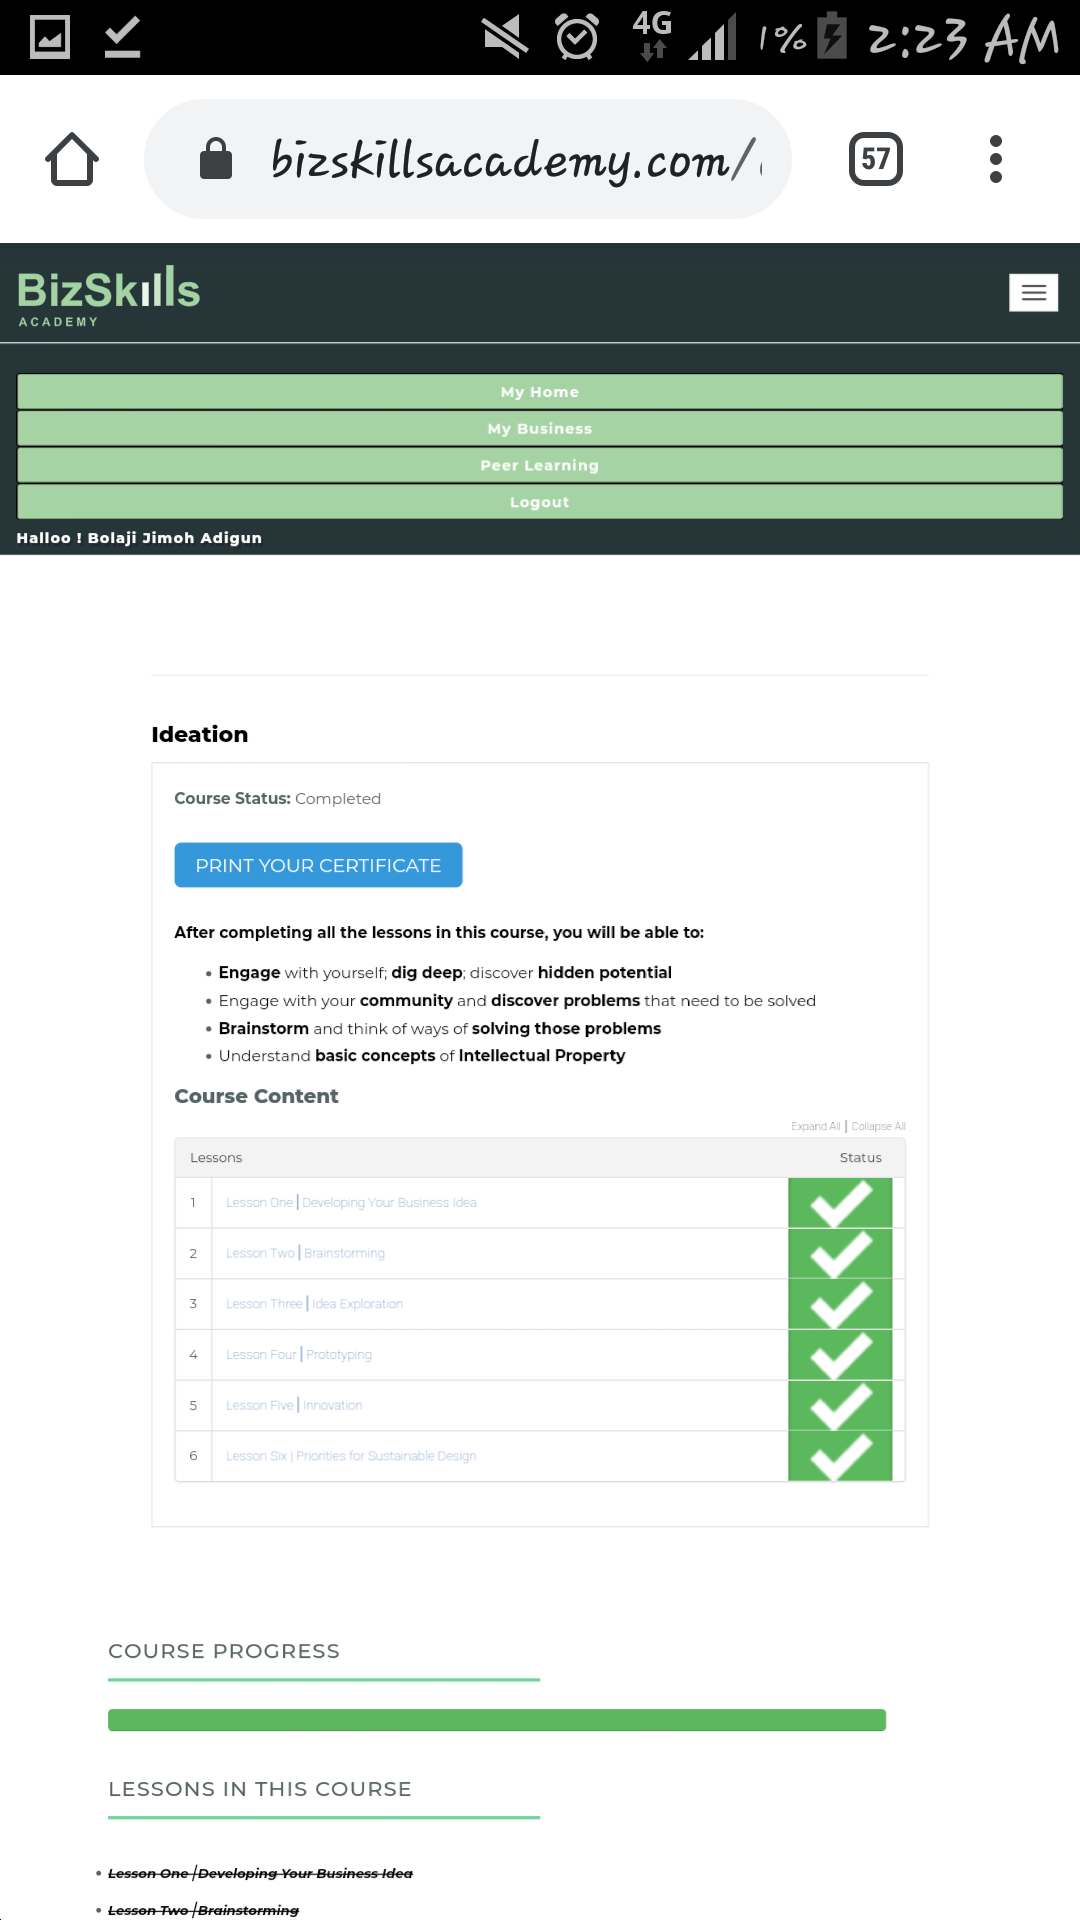 4G 1% 2:23 AM
bizskillsacademy.com/
57
BizSkills
ACADEMY
My Home
My Business
Peer Learning
Logout
Halloo ! Bolaji Jimoh Adigun
Ideation
Course Status: Completed
PRINT YOUR CERTIFICATE
After completing all the lessons in this course, you will be able to:
• Engage with yourself; dig deep; discover hidden potential
• Engage with your community and discover problems that need to be solved
• Brainstorm and think of ways of solving those problems
• Understand basic concepts of Intellectual Property
Course Content
Expand All | Collapse All
Lessons Status
1 Lesson One | Developing Your Business Idea
2 Lesson Two | Brainstorming
3 Lesson Three | Idea Exploration
4 Lesson Four | Prototyping
5 Lesson Five | Innovation
6 Lesson Six | Priorities for Sustainable Design
COURSE PROGRESS
LESSONS IN THIS COURSE
• Lesson One | Developing Your Business Idea
• Lesson Two | Brainstorming